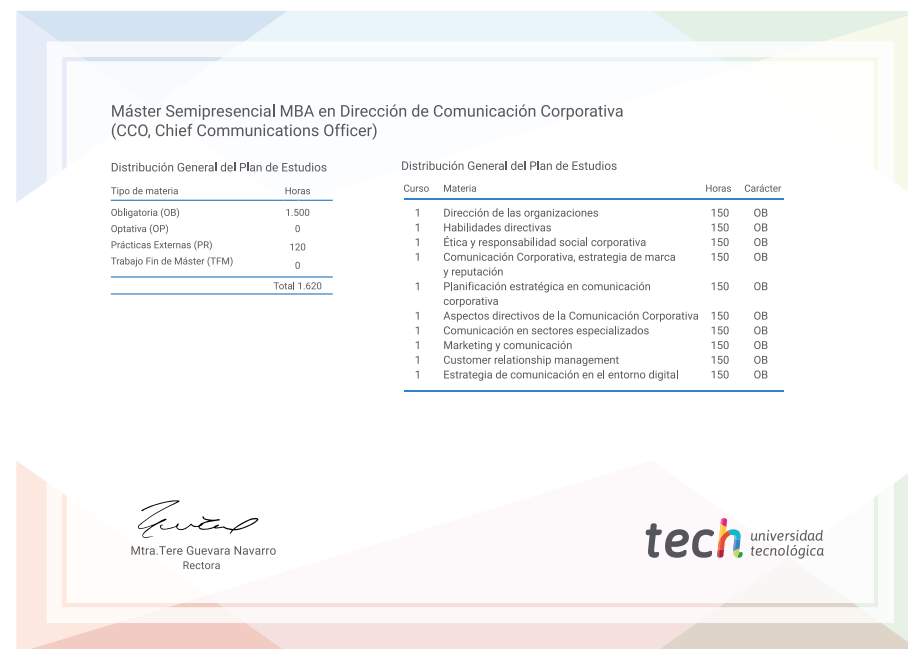 Máster Semipresencial MBA en Dirección de Comunicación Corporativa
(CCO, Chief Communications Officer)
Distribución General del Plan de Estudios
Tipo de materia Horas
Obligatoria (OB) 1.500
Optativa (OP) 0
Prácticas Externas (PR) 120
Trabajo Fin de Máster (TFM) 0
Total 1.620
Distribución General del Plan de Estudios
Curso Materia Horas Carácter
1 Dirección de las organizaciones 150 OB
1 Habilidades directivas 150 OB
1 Ética y responsabilidad social corporativa 150 OB
1 Comunicación Corporativa, estrategia de marca 150 OB
y reputación
1 Planificación estratégica en comunicación 150 OB
corporativa
1 Aspectos directivos de la Comunicación Corporativa 150 OB
1 Comunicación en sectores especializados 150 OB
1 Marketing y comunicación 150 OB
1 Customer relationship management 150 OB
1 Estrategia de comunicación en el entorno digital 150 OB
Mtra.Tere Guevara Navarro
Rectora
tech universidad
tecnológica